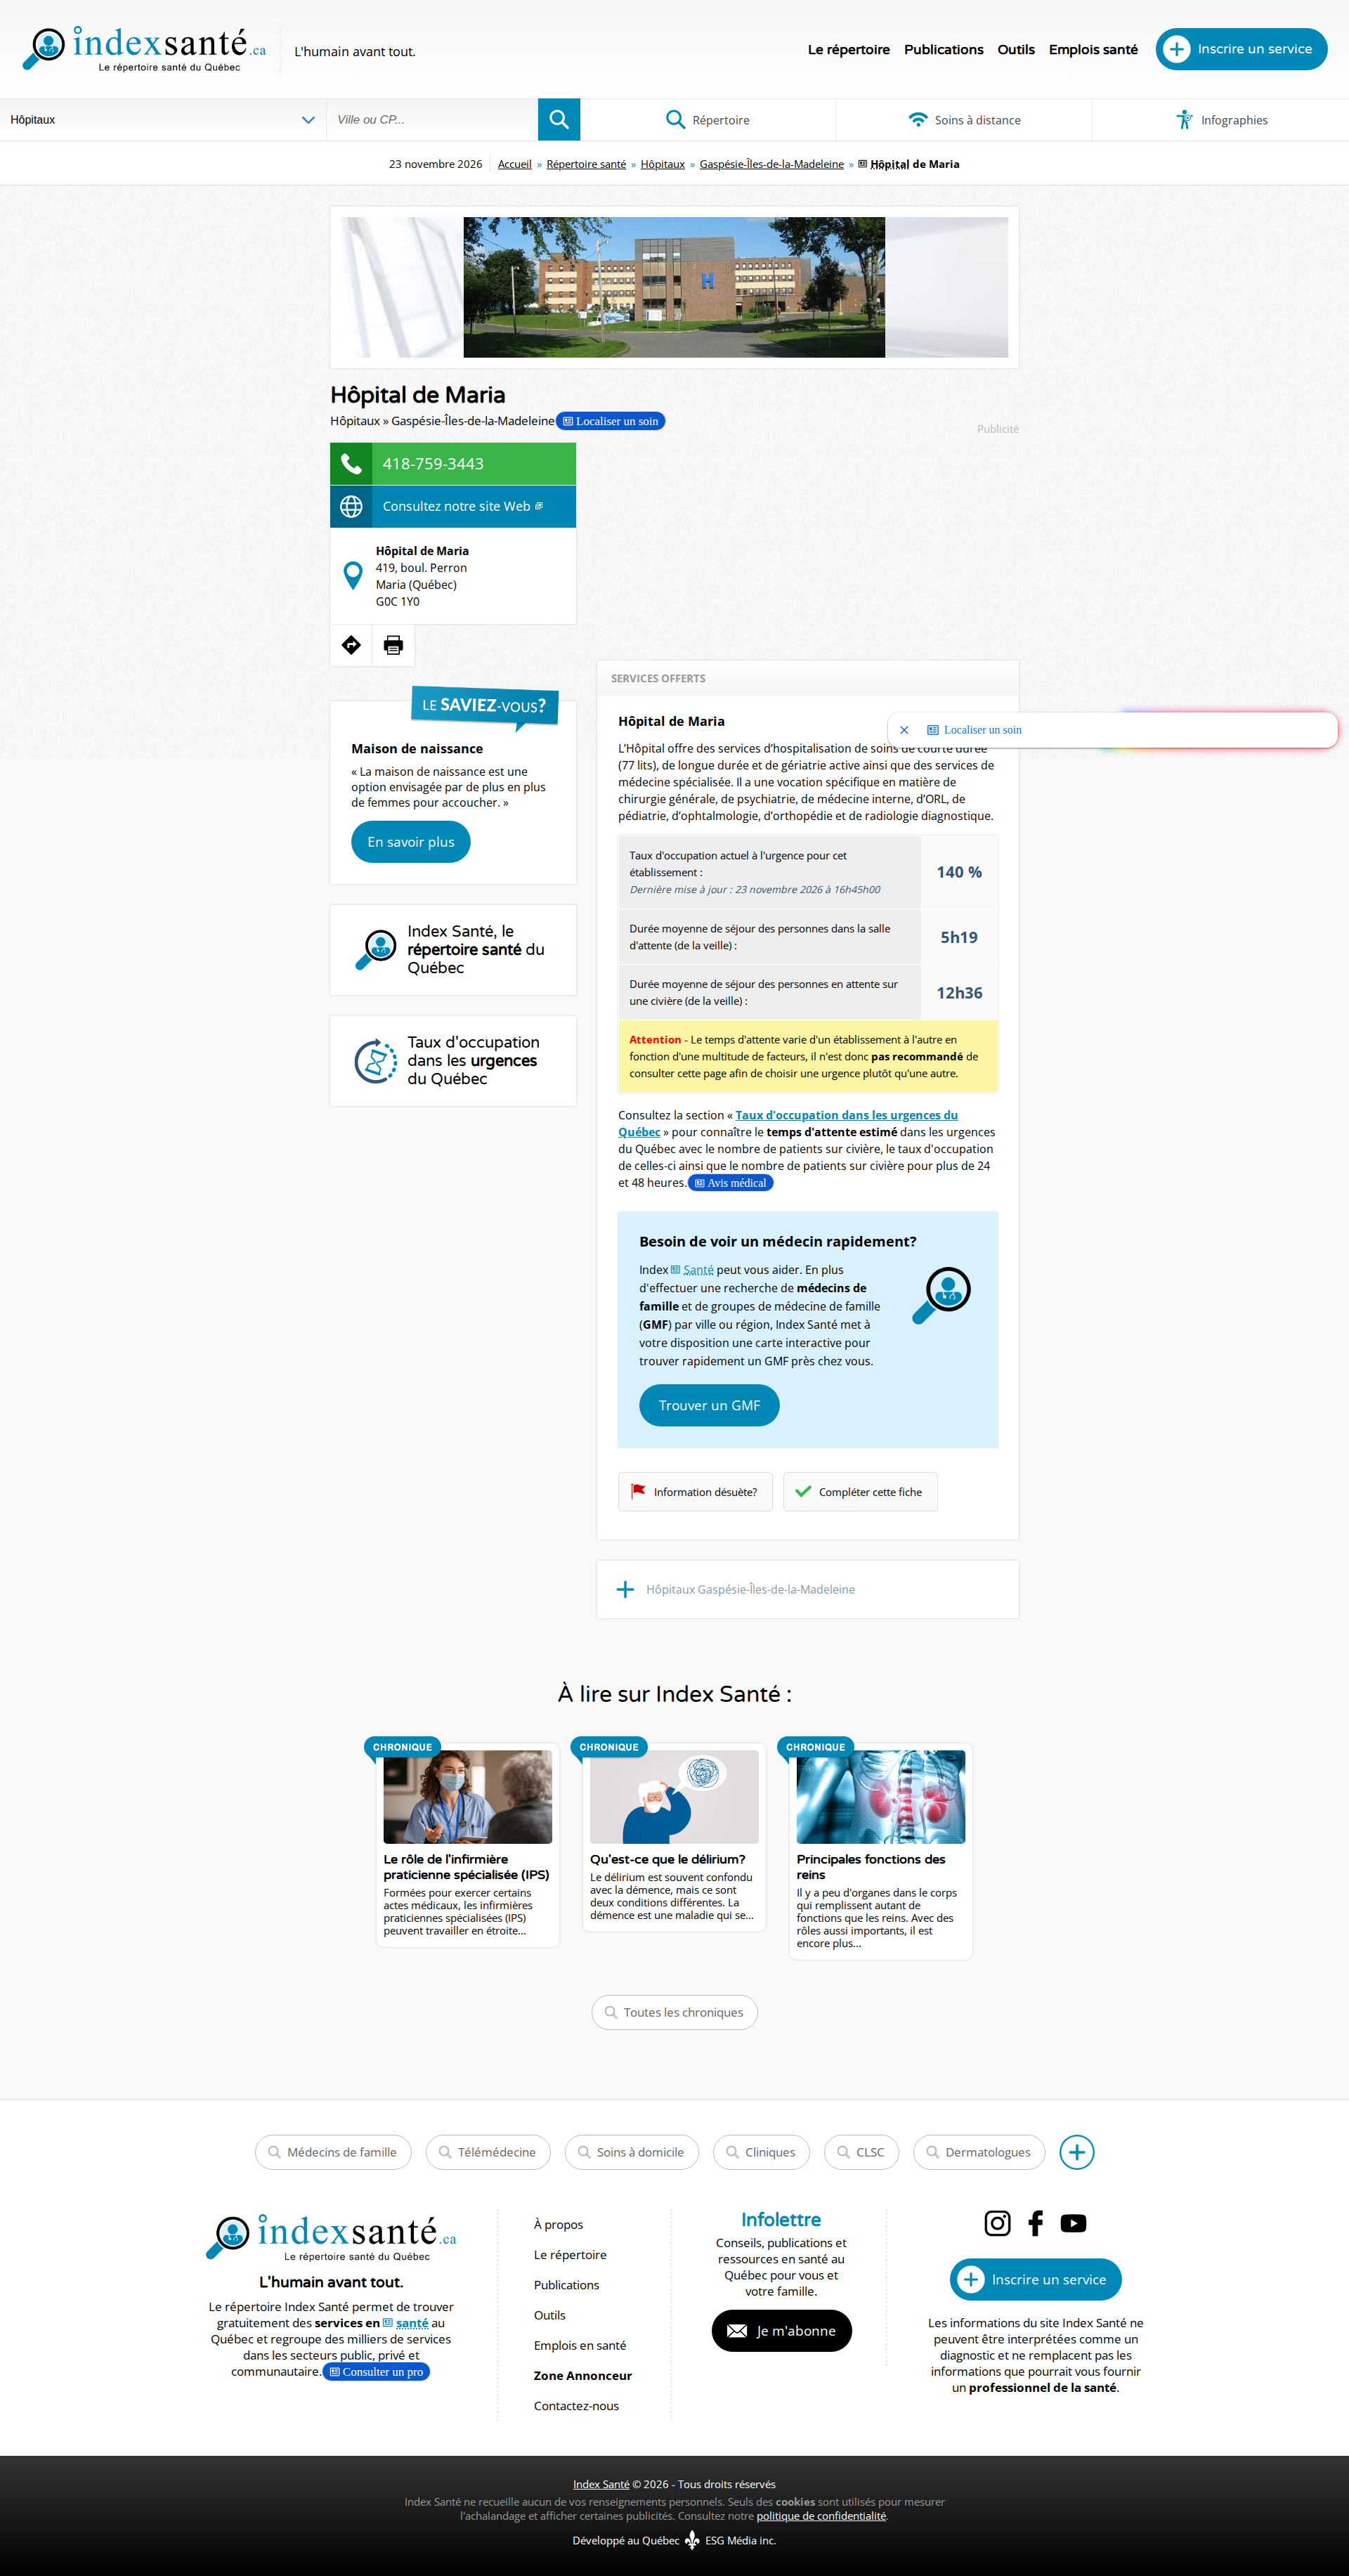 indexsanté.ca
Le répertoire santé du Québec
L'humain avant tout.
Le répertoire
Publications
Outils
Emplois santé
Inscrire un service
Hôpitaux
Ville ou CP...
Répertoire
Soins à distance
Infographies
23 novembre 2026
Accueil » Répertoire santé » Hôpitaux » Gaspésie-Îles-de-la-Madeleine » Hôpital de Maria
H
Hôpital de Maria
Hôpitaux » Gaspésie-Îles-de-la-Madeleine Localiser un soin
Publicité
418-759-3443
Consultez notre site Web
Hôpital de Maria
419, boul. Perron
Maria (Québec)
G0C 1Y0
LE SAVIEZ-VOUS?
Maison de naissance
« La maison de naissance est une
option envisagée par de plus en plus
de femmes pour accoucher. »
En savoir plus
Index Santé, le
répertoire santé du
Québec
Taux d'occupation
dans les urgences
du Québec
SERVICES OFFERTS
Hôpital de Maria
Localiser un soin
L'Hôpital offre des services d'hospitalisation de soins de courte durée
(77 lits), de longue durée et de gériatrie active ainsi que des services de
médecine spécialisée. Il a une vocation spécifique en matière de
chirurgie générale, de psychiatrie, de médecine interne, d'ORL, de
pédiatrie, d'ophtalmologie, d'orthopédie et de radiologie diagnostique.
Taux d'occupation actuel à l'urgence pour cet
établissement :
Dernière mise à jour : 23 novembre 2026 à 16h45h00
140 %
Durée moyenne de séjour des personnes dans la salle
d'attente (de la veille) :
5h19
Durée moyenne de séjour des personnes en attente sur
une civière (de la veille) :
12h36
Attention - Le temps d'attente varie d'un établissement à l'autre en
fonction d'une multitude de facteurs, il n'est donc pas recommandé de
consulter cette page afin de choisir une urgence plutôt qu'une autre.
Consultez la section « Taux d'occupation dans les urgences du
Québec » pour connaître le temps d'attente estimé dans les urgences
du Québec avec le nombre de patients sur civière, le taux d'occupation
de celles-ci ainsi que le nombre de patients sur civière pour plus de 24
et 48 heures. Avis médical
Besoin de voir un médecin rapidement?
Index Santé peut vous aider. En plus
d'effectuer une recherche de médecins de
famille et de groupes de médecine de famille
(GMF) par ville ou région, Index Santé met à
votre disposition une carte interactive pour
trouver rapidement un GMF près chez vous.
Trouver un GMF
Information désuète?
Compléter cette fiche
Hôpitaux Gaspésie-Îles-de-la-Madeleine
À lire sur Index Santé :
CHRONIQUE
Le rôle de l'infirmière
praticienne spécialisée (IPS)
Formées pour exercer certains
actes médicaux, les infirmières
praticiennes spécialisées (IPS)
peuvent travailler en étroite...
CHRONIQUE
Qu'est-ce que le délirium?
Le délirium est souvent confondu
avec la démence, mais ce sont
deux conditions différentes. La
démence est une maladie qui se...
CHRONIQUE
Principales fonctions des
reins
Il y a peu d'organes dans le corps
qui remplissent autant de
fonctions que les reins. Avec des
rôles aussi importants, il est
encore plus...
Toutes les chroniques
Médecins de famille
Télémédecine
Soins à domicile
Cliniques
CLSC
Dermatologues
indexsanté.ca
Le répertoire santé du Québec
L'humain avant tout.
Le répertoire Index Santé permet de trouver
gratuitement des services en santé au
Québec et regroupe des milliers de services
dans les secteurs public, privé et
communautaire. Consulter un pro
À propos
Le répertoire
Publications
Outils
Emplois en santé
Zone Annonceur
Contactez-nous
Infolettre
Conseils, publications et
ressources en santé au
Québec pour vous et
votre famille.
Je m'abonne
Inscrire un service
Les informations du site Index Santé ne
peuvent être interprétées comme un
diagnostic et ne remplacent pas les
informations que pourrait vous fournir
un professionnel de la santé.
Index Santé © 2026 - Tous droits réservés
Index Santé ne recueille aucun de vos renseignements personnels. Seuls des cookies sont utilisés pour mesurer
l'achalandage et afficher certaines publicités. Consultez notre politique de confidentialité.
Développé au Québec ESG Média inc.